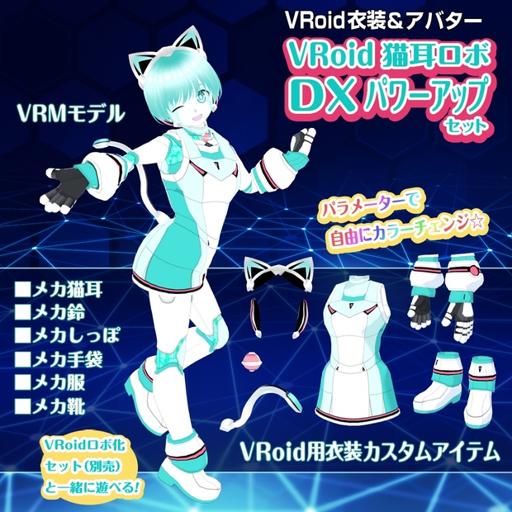 VRoid衣装&アバター
VRoid 猫耳ロボ
DX パワーアップ
セット
VRMモデル
パラメーターで
自由にカラーチェンジ☆
■メカ猫耳
■メカ鈴
■メカしっぽ
■メカ手袋
■メカ服
■メカ靴
VRoidロボ化
セット(別売)
と一緒に遊べる!
VRoid用衣装カスタムアイテム